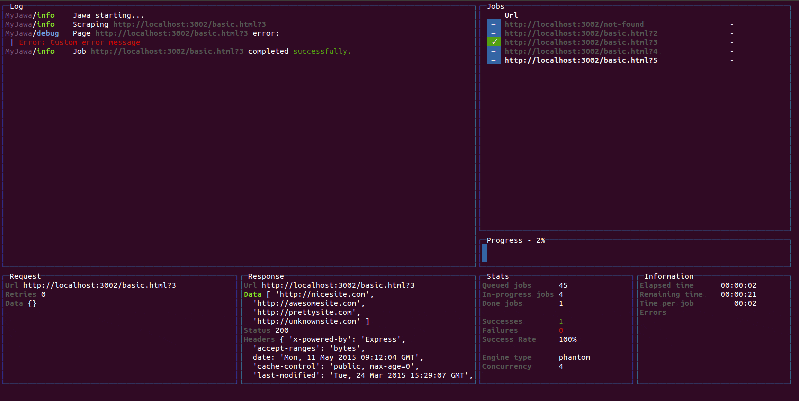 Log
MyJawa/info Jawa starting...
MyJawa/info Scraping http://localhost:3002/basic.html?3
MyJawa/debug Page http://localhost:3002/basic.html?3 error:
| Error: Custom error message
MyJawa/info Job http://localhost:3002/basic.html?3 completed successfully.
Jobs
Url
~ http://localhost:3002/not-found -
~ http://localhost:3002/basic.html?2 -
✓ http://localhost:3002/basic.html?3 -
~ http://localhost:3002/basic.html?4 -
~ http://localhost:3002/basic.html?5 -
Progress - 2%
Request
Url http://localhost:3002/basic.html?3
Retries 0
Data {}
Response
Url http://localhost:3002/basic.html?3
Data [ 'http://nicesite.com',
'http://awesomesite.com',
'http://prettysite.com',
'http://unknownsite.com' ]
Status 200
Headers { 'x-powered-by': 'Express',
'accept-ranges': 'bytes',
date: 'Mon, 11 May 2015 09:12:04 GMT',
'cache-control': 'public, max-age=0',
'last-modified': 'Tue, 24 Mar 2015 15:29:07 GMT',
Stats
Queued jobs 45
In-progress jobs 4
Done jobs 1
Successes 1
Failures 0
Success Rate 100%
Engine type phantom
Concurrency 4
Information
Elapsed time 00:00:02
Remaining time 00:00:21
Time per job 00:02
Errors